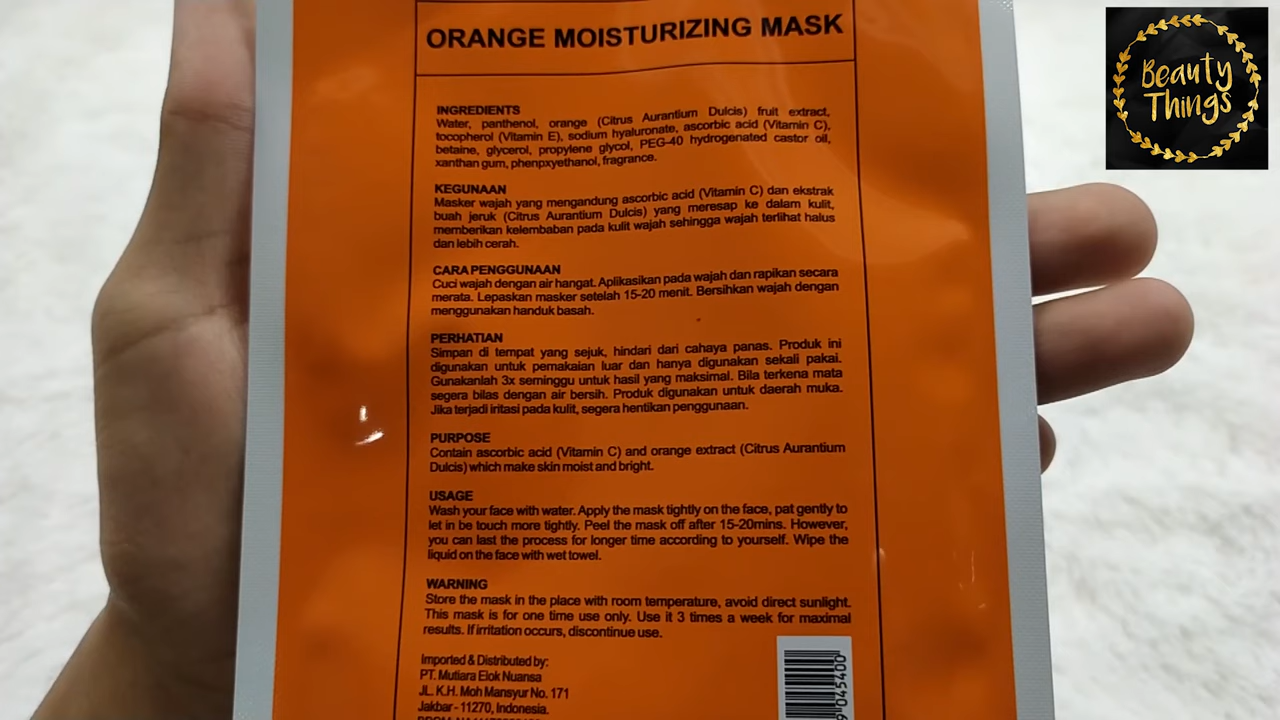 ORANGE MOISTURIZING MASK
Beauty
Things
INGREDIENTS
Water, panthenol, orange (Citrus Aurantium Dulcis) fruit extract,
tocopherol (Vitamin E), sodium hyaluronate, ascorbic acid (Vitamin C),
betaine, glycerol, propylene glycol, PEG-40 hydrogenated castor oil,
xanthan gum, phenpxyethanol, fragrance.
KEGUNAAN
Masker wajah yang mengandung ascorbic acid (Vitamin C) dan ekstrak
buah jeruk (Citrus Aurantium Dulcis) yang meresap ke dalam kulit,
memberikan kelembaban pada kulit wajah sehingga wajah terlihat halus
dan lebih cerah.
CARA PENGGUNAAN
Cuci wajah dengan air hangat. Aplikasikan pada wajah dan rapikan secara
merata. Lepaskan masker setelah 15-20 menit. Bersihkan wajah dengan
menggunakan handuk basah.
PERHATIAN
Simpan di tempat yang sejuk, hindari dari cahaya panas. Produk ini
digunakan untuk pemakaian luar dan hanya digunakan sekali pakai.
Gunakanlah 3x seminggu untuk hasil yang maksimal. Bila terkena mata
segera bilas dengan air bersih. Produk digunakan untuk daerah muka.
Jika terjadi iritasi pada kulit, segera hentikan penggunaan.
PURPOSE
Contain ascorbic acid (Vitamin C) and orange extract (Citrus Aurantium
Dulcis) which make skin moist and bright.
USAGE
Wash your face with water. Apply the mask tightly on the face, pat gently to
let in be touch more tightly. Peel the mask off after 15-20mins. However,
you can last the process for longer time according to yourself. Wipe the
liquid on the face with wet towel.
WARNING
Store the mask in the place with room temperature, avoid direct sunlight.
This mask is for one time use only. Use it 3 times a week for maximal
results. If irritation occurs, discontinue use.
Imported & Distributed by:
PT. Mutiara Elok Nuansa
JL. K.H. Moh Mansyur No. 171
Jakbar - 11270, Indonesia.
9 045400